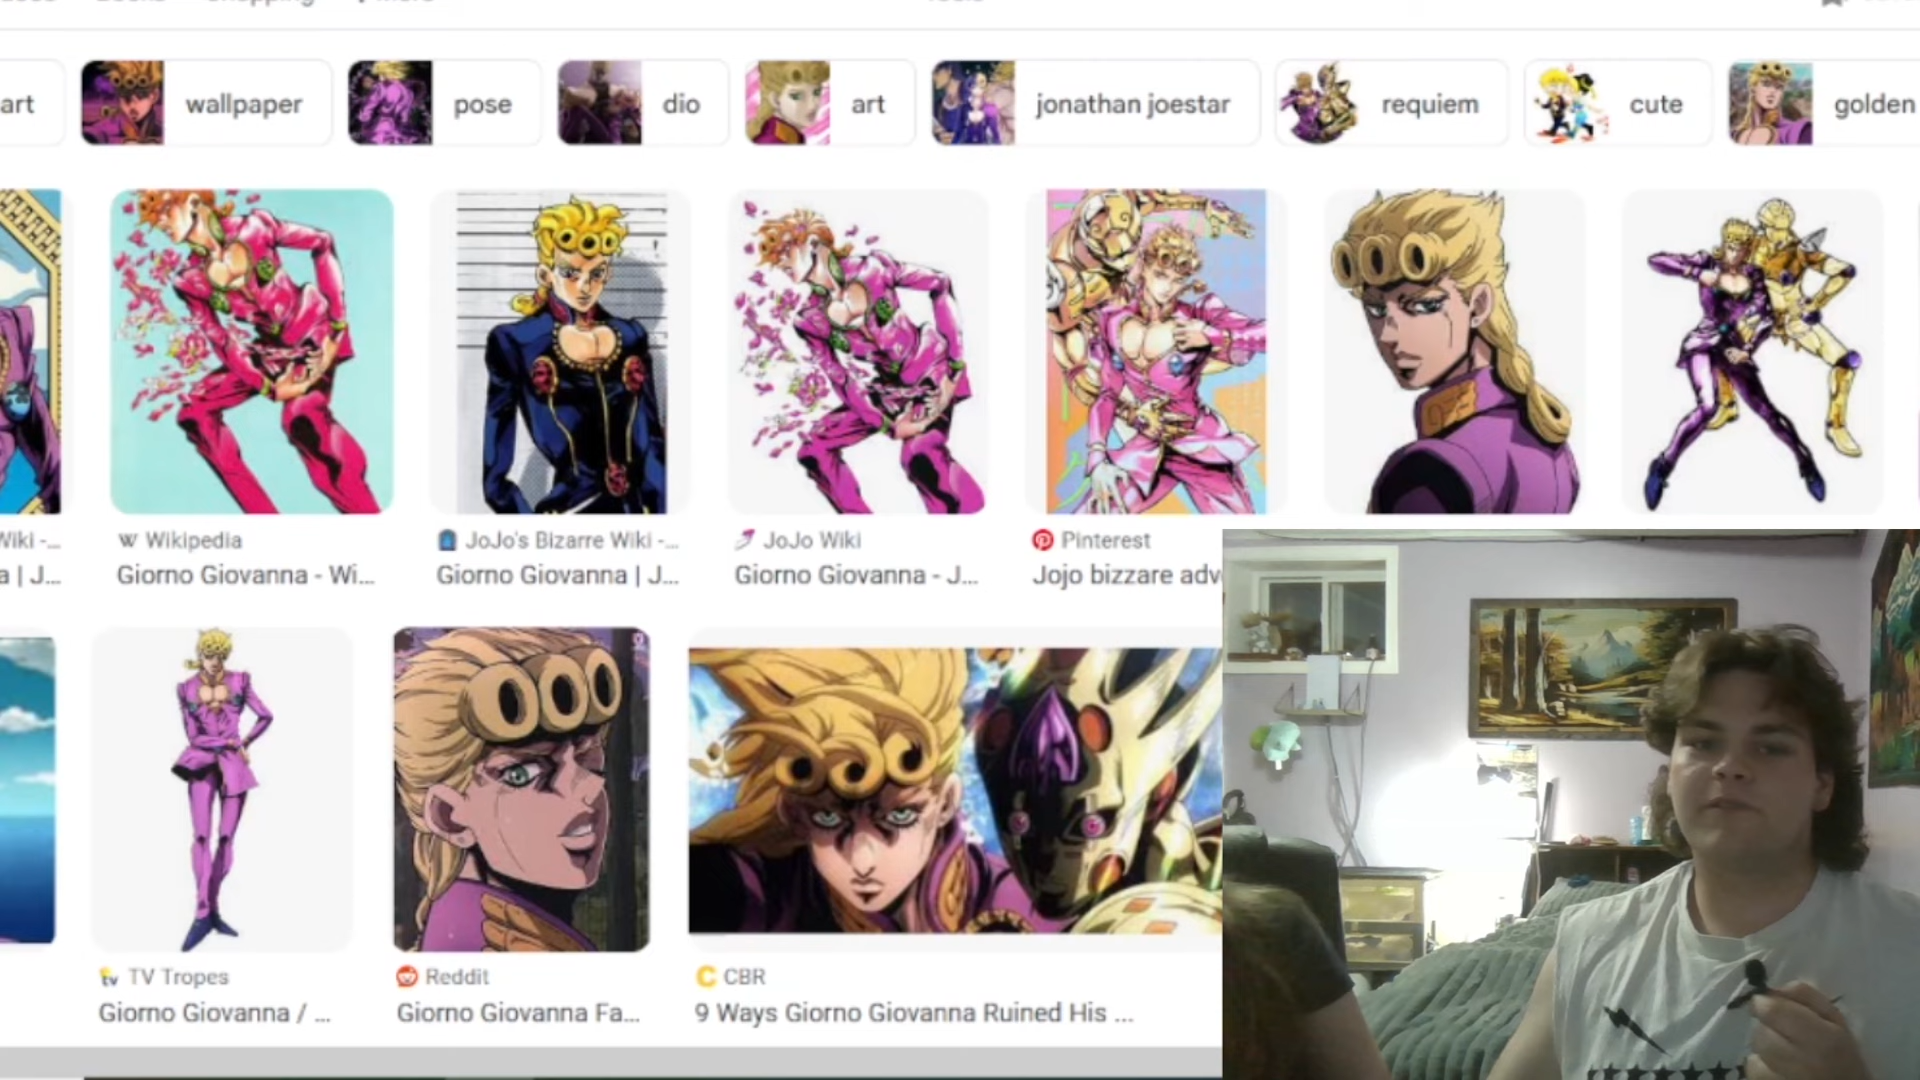 art
wallpaper
pose
dio
art
jonathan joestar
requiem
cute
golden
Wiki -...
a | J...
W Wikipedia
Giorno Giovanna - Wi...
JoJo's Bizarre Wiki -...
Giorno Giovanna | J...
JoJo Wiki
Giorno Giovanna - J...
Pinterest
Jojo bizzare adv
tv TV Tropes
Giorno Giovanna / ...
Reddit
Giorno Giovanna Fa...
CBR
9 Ways Giorno Giovanna Ruined His ...